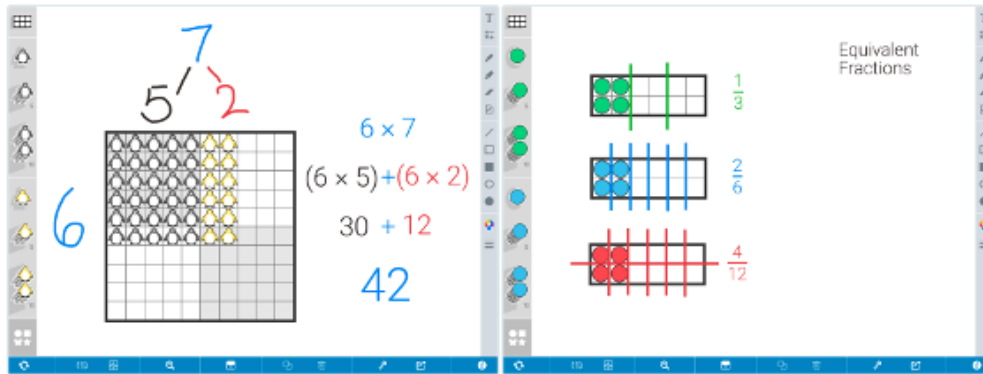 7
5 2
6
6 × 7
(6 × 5)+(6 × 2)
30 + 12
42
Equivalent
Fractions
1/3
2/6
4/12